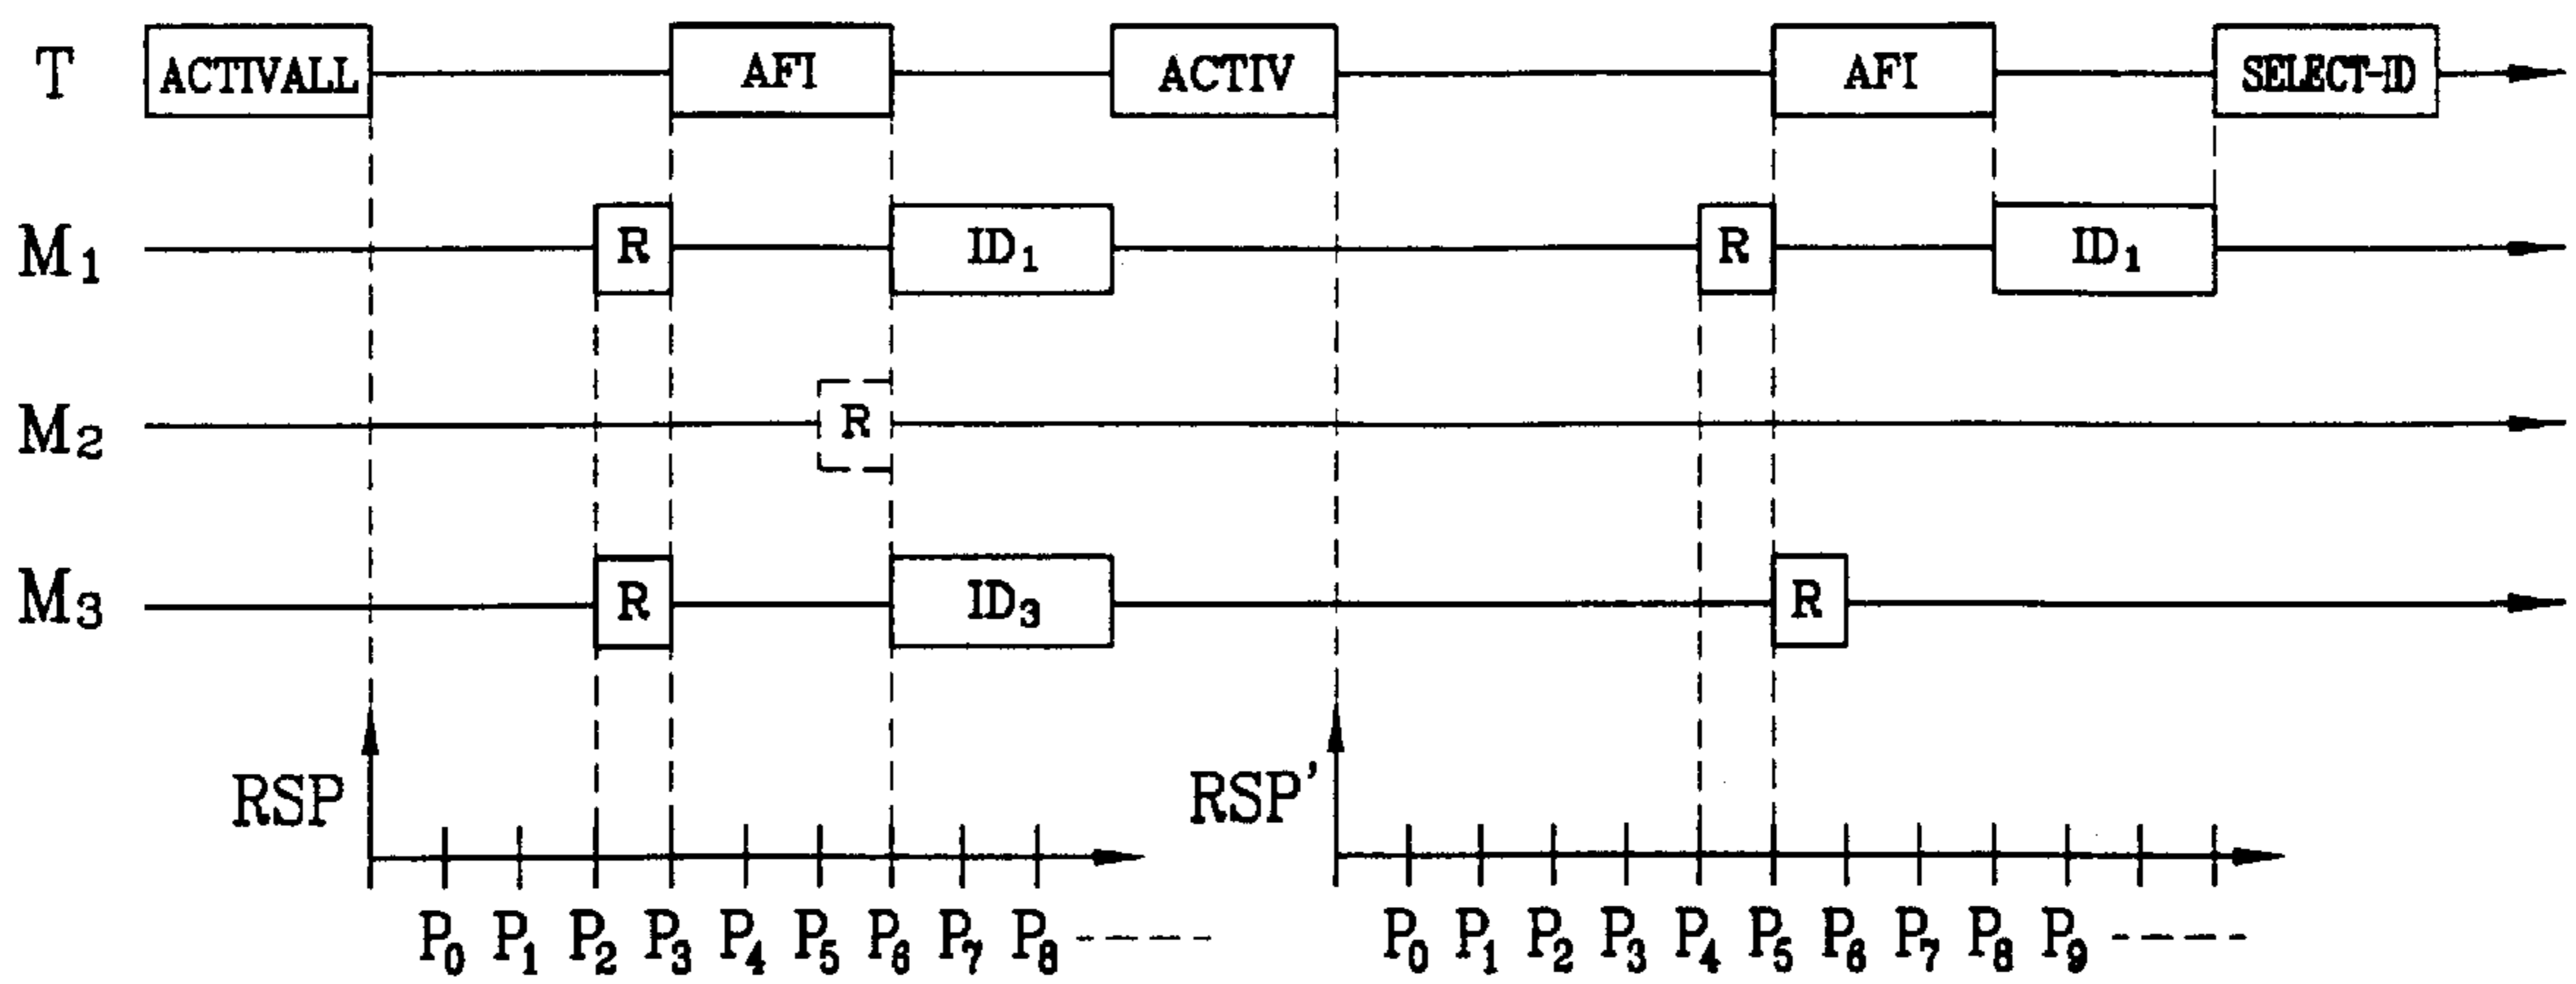 T ACTIVALL AFI ACTIV AFI SELECT-ID
M1 R ID1 R ID1
M2 R
M3 R ID3 R
RSP RSP'
P0 P1 P2 P3 P4 P5 P6 P7 P8 P0 P1 P2 P3 P4 P5 P6 P7 P8 P9